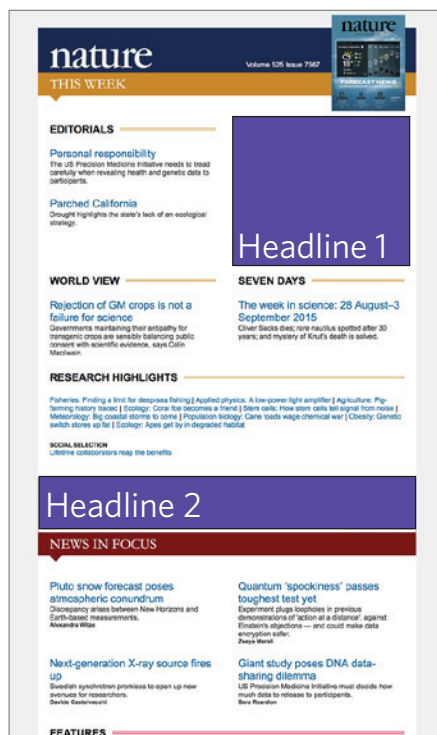 nature
nature
Volume 525 Issue 7567
THIS WEEK
FORECAST NEWS
EDITORIALS
Personal responsibility
The US Precision Medicine Initiative needs to tread
carefully when revealing health and genetic data to
participants.
Parched California
Drought highlights the state's lack of an ecological
strategy.
Headline 1
WORLD VIEW
Rejection of GM crops is not a
failure for science
Governments maintaining their antipathy for
transgenic crops are sensibly balancing public
consent with scientific evidence, says Colin
Macilwain.
SEVEN DAYS
The week in science: 28 August–3
September 2015
Oliver Sacks dies; rare nautilus spotted after 30
years; and mystery of Knut's death is solved.
RESEARCH HIGHLIGHTS
Fisheries: Finding a limit for deep-sea fishing | Applied physics: A low-power light amplifier | Agriculture: Pig-
farming history traced | Ecology: Coral foe becomes a friend | Stem cells: How stem cells tell signal from noise |
Meteorology: Big coastal storms to come | Population biology: Cane toads wage chemical war | Obesity: Genetic
switch stores up fat | Ecology: Apes get by in degraded habitat
SOCIAL SELECTION
Lifetime collaborators reap the benefits
Headline 2
NEWS IN FOCUS
Pluto snow forecast poses
atmospheric conundrum
Discrepancy arises between New Horizons and
Earth-based measurements.
Alexandra Witze
Quantum 'spookiness' passes
toughest test yet
Experiment plugs loopholes in previous
demonstrations of 'action at a distance', against
Einstein's objections — and could make data
encryption safer.
Zeeya Merali
Next-generation X-ray source fires
up
Swedish synchrotron promises to open up new
avenues for researchers.
Davide Castelvecchi
Giant study poses DNA data-
sharing dilemma
US Precision Medicine Initiative must decide how
much data to release to participants.
Sara Reardon
FEATURES